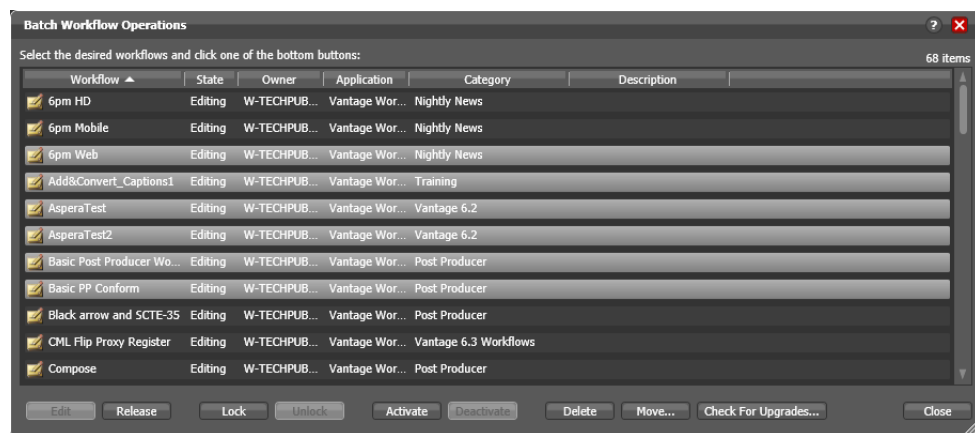 Batch Workflow Operations ? X
Select the desired workflows and click one of the bottom buttons: 68 items
Workflow State Owner Application Category Description
6pm HD Editing W-TECHPUB... Vantage Wor... Nightly News
6pm Mobile Editing W-TECHPUB... Vantage Wor... Nightly News
6pm Web Editing W-TECHPUB... Vantage Wor... Nightly News
Add&Convert_Captions1 Editing W-TECHPUB... Vantage Wor... Training
AsperaTest Editing W-TECHPUB... Vantage Wor... Vantage 6.2
AsperaTest2 Editing W-TECHPUB... Vantage Wor... Vantage 6.2
Basic Post Producer Wo... Editing W-TECHPUB... Vantage Wor... Post Producer
Basic PP Conform Editing W-TECHPUB... Vantage Wor... Post Producer
Black arrow and SCTE-35 Editing W-TECHPUB... Vantage Wor... Post Producer
CML Flip Proxy Register Editing W-TECHPUB... Vantage Wor... Vantage 6.3 Workflows
Compose Editing W-TECHPUB... Vantage Wor... Post Producer
Edit Release Lock Unlock Activate Deactivate Delete Move... Check For Upgrades... Close